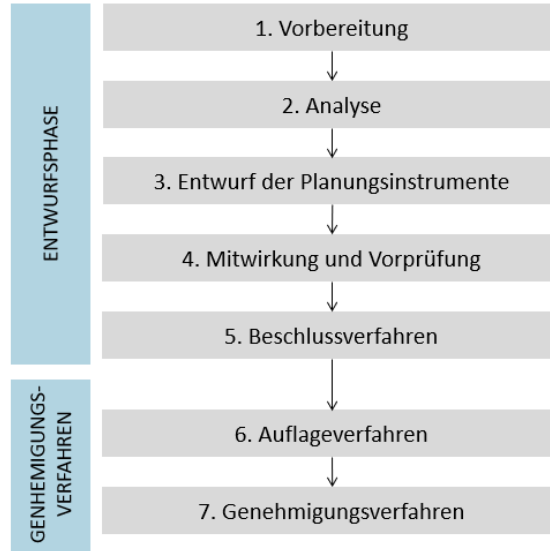 ENTWURFSPHASE
1. Vorbereitung
2. Analyse
3. Entwurf der Planungsinstrumente
4. Mitwirkung und Vorprüfung
5. Beschlussverfahren
GENHEMIGUNGS-
VERFAHREN
6. Auflageverfahren
7. Genehmigungsverfahren